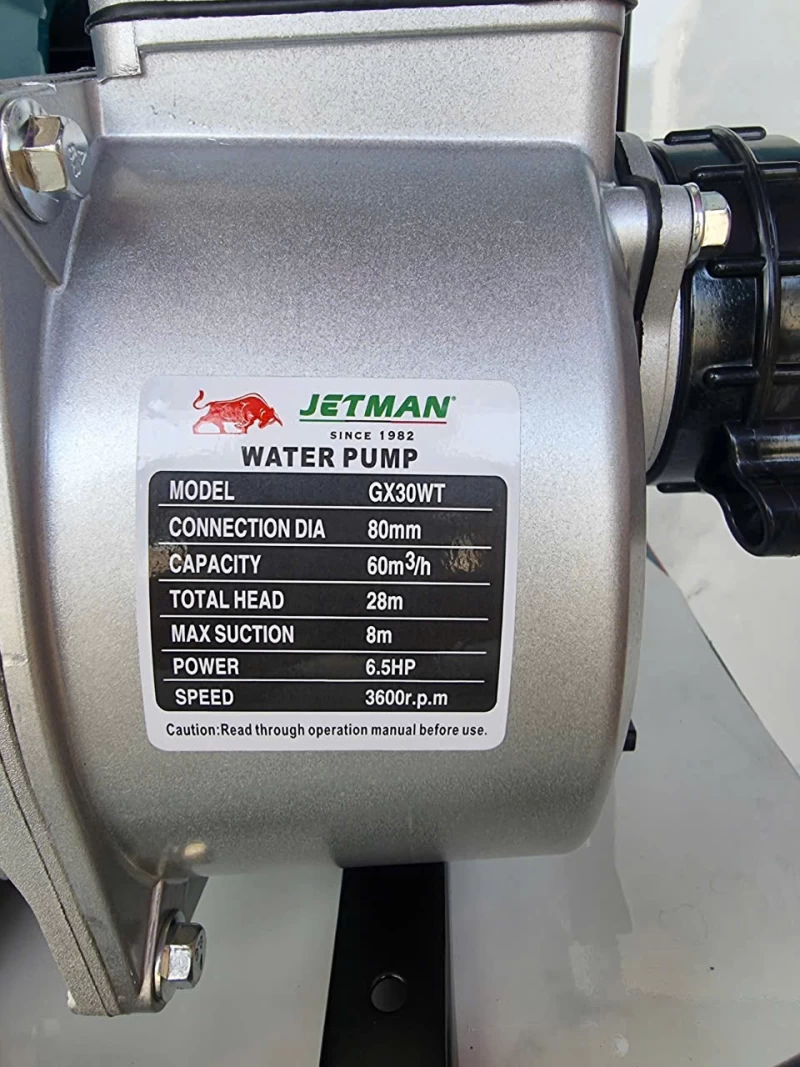 JETMAN®
SINCE 1982
WATER PUMP
MODEL GX30WT
CONNECTION DIA 80mm
CAPACITY 60m³/h
TOTAL HEAD 28m
MAX SUCTION 8m
POWER 6.5HP
SPEED 3600r.p.m
Caution:Read through operation manual before use.